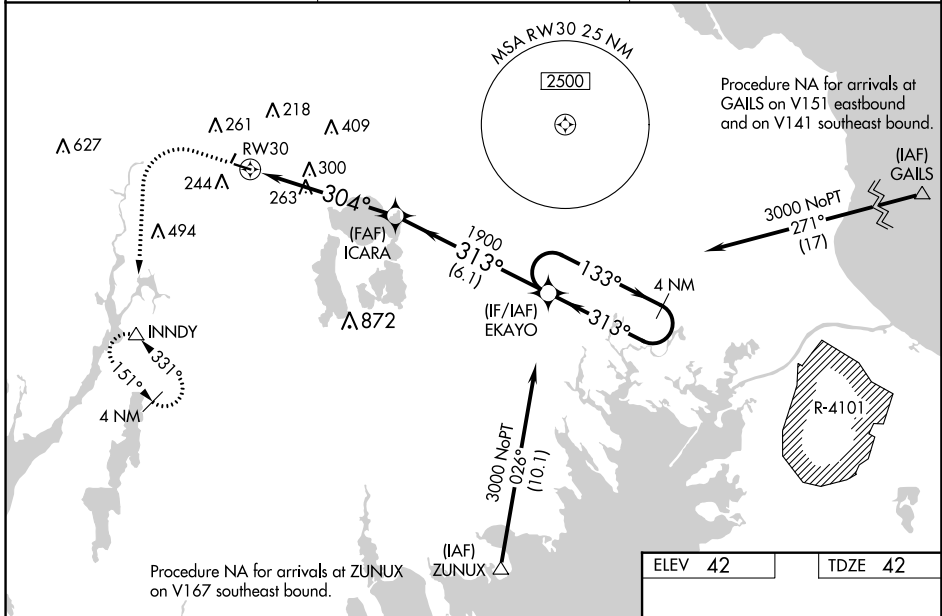 MSA RW30 25 NM
2500
Procedure NA for arrivals at
GAILS on V151 eastbound
and on V141 southeast bound.
218
261
409
627
RW30
300
244
263
304°
(IAF)
GAILS
3000 NoPT
271°
(17)
(FAF)
ICARA
1900
313°
(6.1)
494
133°
4 NM
(IF/IAF)
EKAYO
313°
872
INNDY
331°
151°
4 NM
R-4101
3000 NoPT
026°
(10.1)
(IAF)
ZUNUX
Procedure NA for arrivals at ZUNUX
on V167 southeast bound.
ELEV 42
TDZE 42